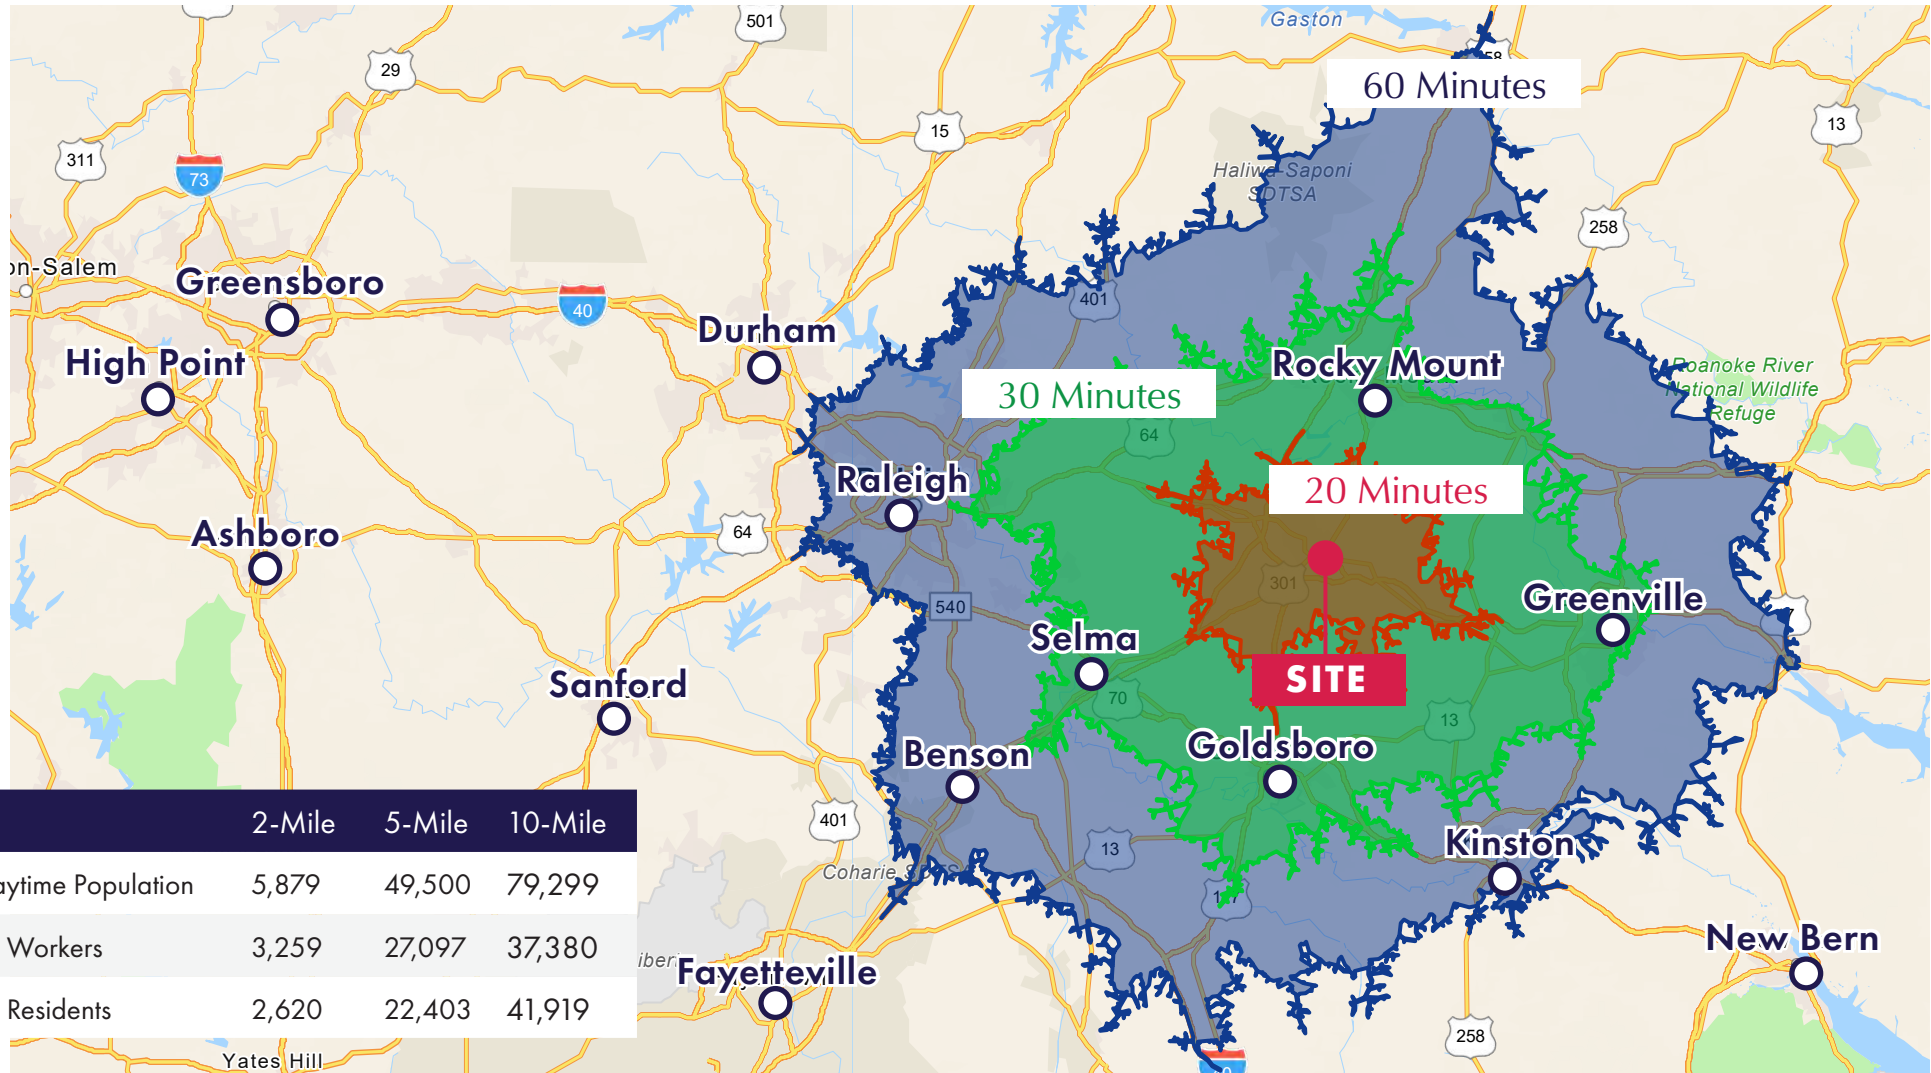 501
Gaston
29
58
60 Minutes
15
13
311
73
Haliwa-Saponi
SDTSA
258
on-Salem
Greensboro
40
401
Durham
High Point
Rocky Mount
Roanoke River
National Wildlife
Refuge
30 Minutes
64
Raleigh
20 Minutes
Ashboro
64
301
540
Greenville
Selma
Sanford
SITE
70
13
Goldsboro
Benson
2-Mile 5-Mile 10-Mile
401
13
Kinston
aytime Population 5,879 49,500 79,299
Coharie
Workers 3,259 27,097 37,380
New Bern
Fayetteville
Residents 2,620 22,403 41,919
258
Yates Hill